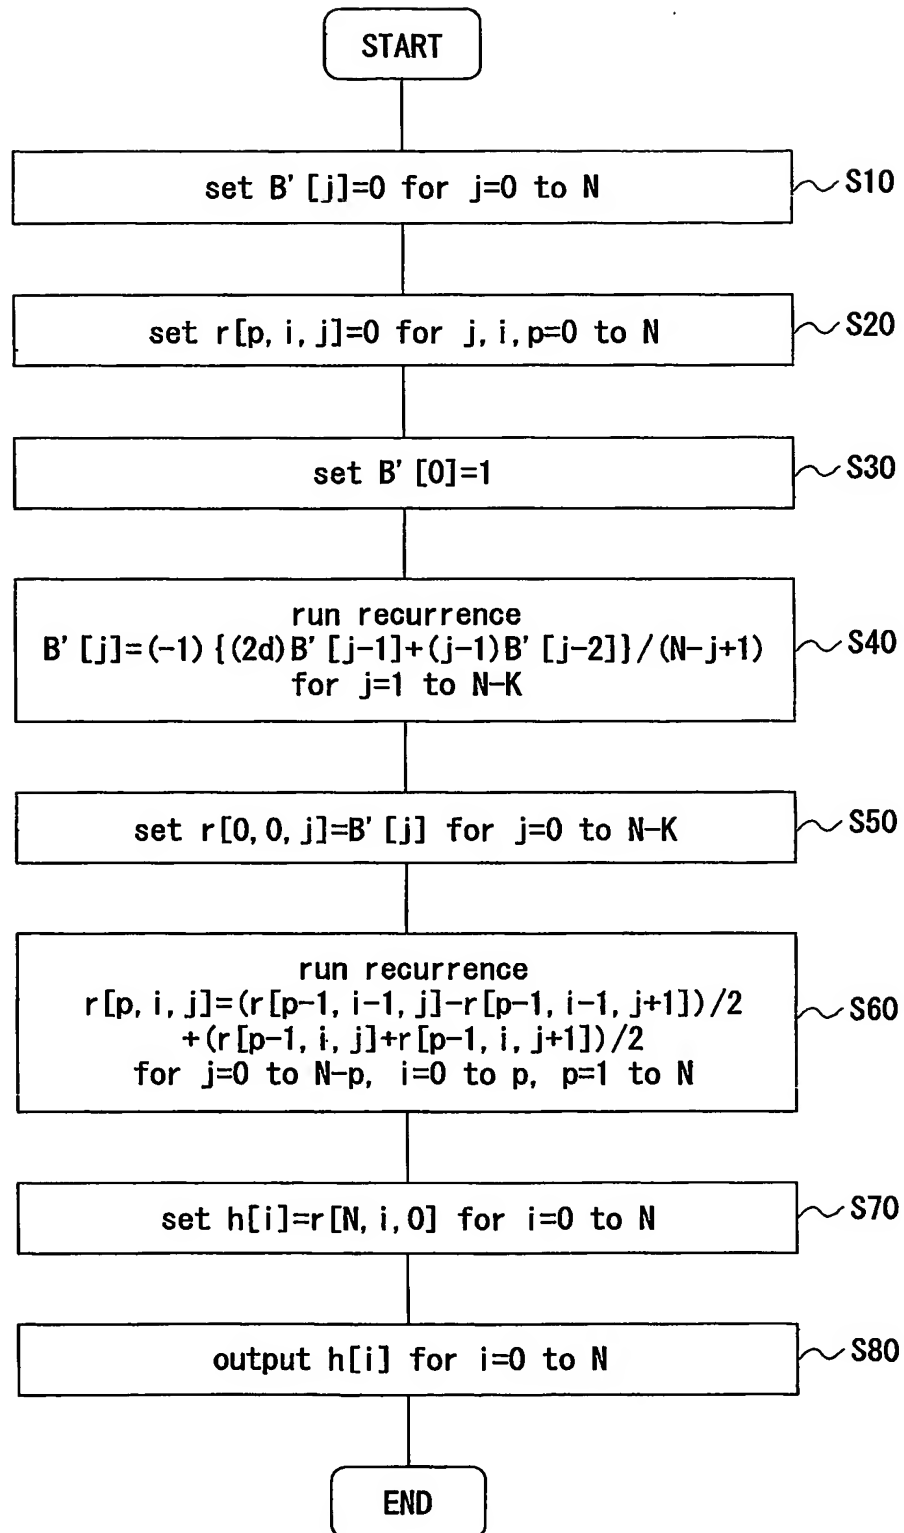 START
set B'[j]=0 for j=0 to N
S10
set r[p,i,j]=0 for j,i,p=0 to N
S20
set B'[0]=1
S30
run recurrence
B'[j]=(-1){(2d)B'[j-1]+(j-1)B'[j-2]}/(N-j+1)
for j=1 to N-K
S40
set r[0,0,j]=B'[j] for j=0 to N-K
S50
run recurrence
r[p,i,j]=(r[p-1,i-1,j]-r[p-1,i-1,j+1])/2
+(r[p-1,i,j]+r[p-1,i,j+1])/2
for j=0 to N-p, i=0 to p, p=1 to N
S60
set h[i]=r[N,i,0] for i=0 to N
S70
output h[i] for i=0 to N
S80
END